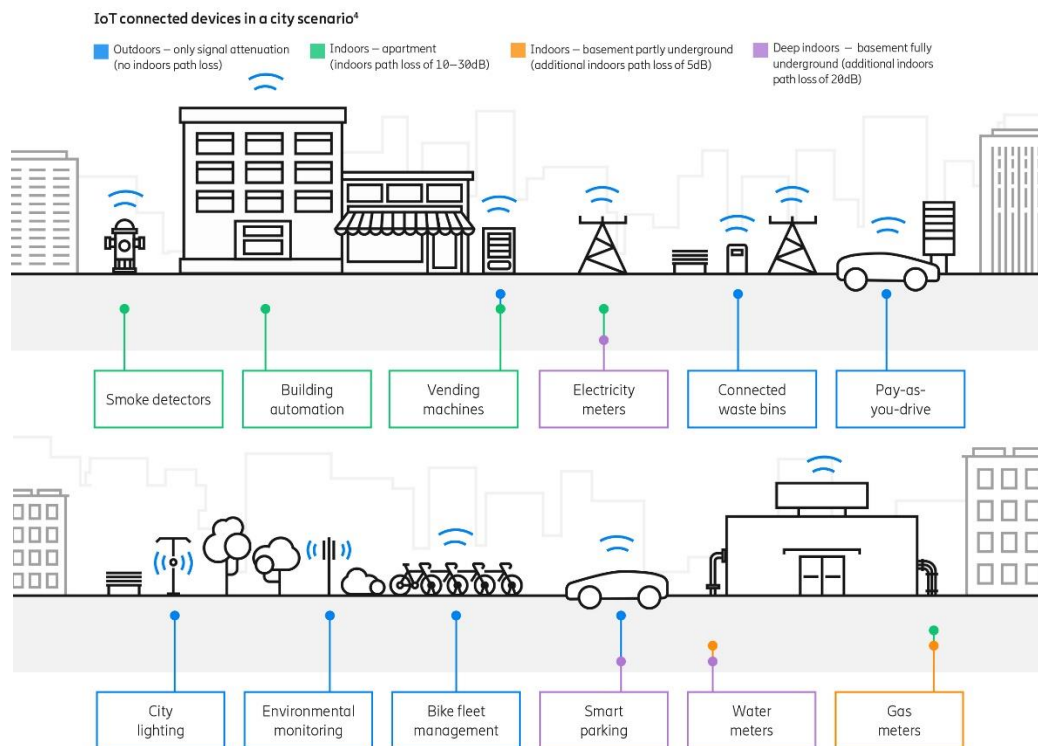 IoT connected devices in a city scenario⁴
Outdoors — only signal attenuation
(no indoors path loss)
Indoors — apartment
(indoors path loss of 10—30dB)
Indoors — basement partly underground
(additional indoors path loss of 5dB)
Deep indoors — basement fully
underground (additional indoors
path loss of 20dB)
Smoke detectors
Building
automation
Vending
machines
Electricity
meters
Connected
waste bins
Pay-as-
you-drive
City
lighting
Environmental
monitoring
Bike fleet
management
Smart
parking
Water
meters
Gas
meters